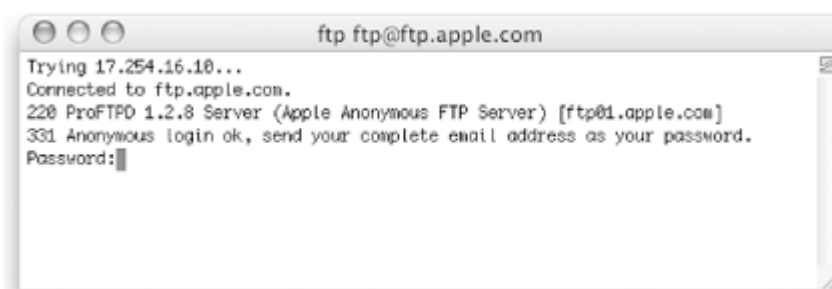 ftp ftp@ftp.apple.com
Trying 17.254.16.10...
Connected to ftp.apple.com.
220 ProFTPD 1.2.8 Server (Apple Anonymous FTP Server) [ftp01.apple.com]
331 Anonymous login ok, send your complete email address as your password.
Password: